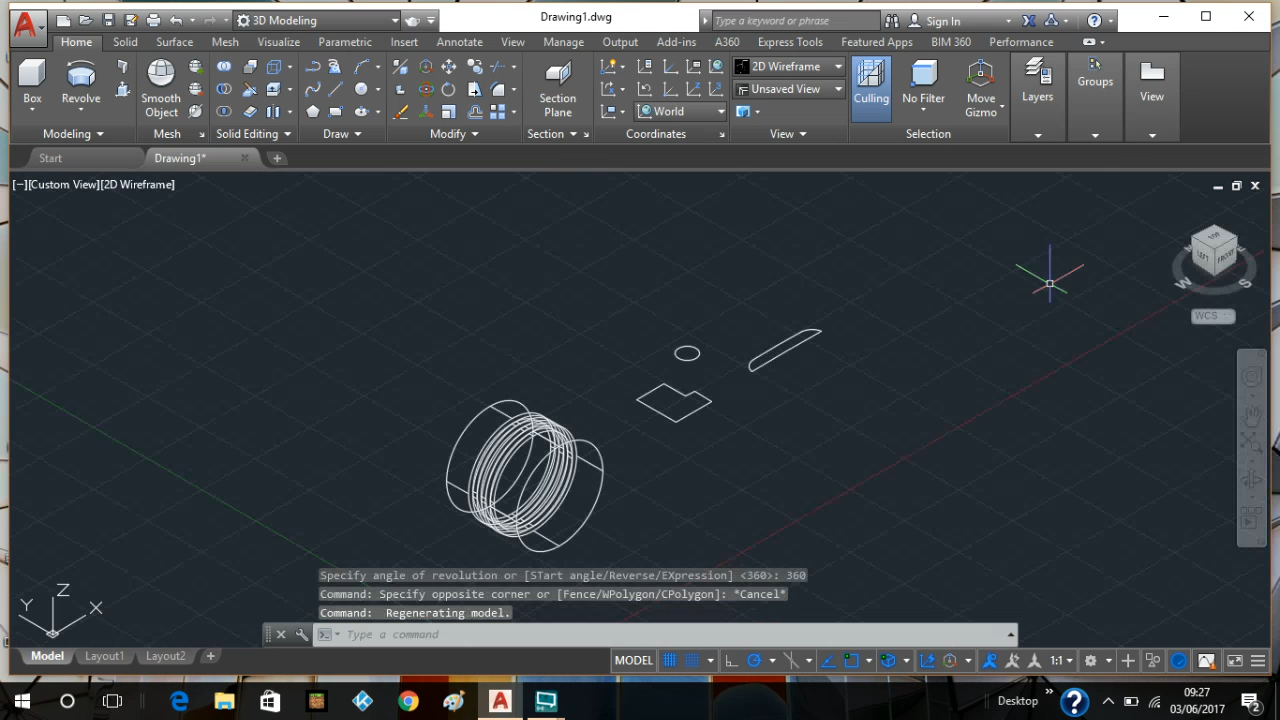 3D Modeling
Drawing1.dwg
Type a keyword or phrase
Sign In
Home Solid Surface Mesh Visualize Parametric Insert Annotate View Manage Output Add-ins A360 Express Tools Featured Apps BIM 360 Performance
Box
Revolve
Smooth
Object
Section
Plane
World
2D Wireframe
Unsaved View
Culling
No Filter
Move
Gizmo
Layers
Groups
View
Modeling Mesh Solid Editing Draw Modify Section Coordinates View Selection
Start Drawing1*
[−][Custom View][2D Wireframe]
TOP
LEFT
FRONT
W
S
WCS
Specify angle of revolution or [STart angle/Reverse/EXpression] <360>: 360
Command: Specify opposite corner or [Fence/WPolygon/CPolygon]: *Cancel*
Command: Regenerating model.
Type a command
Z
Y
X
Model Layout1 Layout2
MODEL
1:1
Desktop
09:27
03/06/2017
2